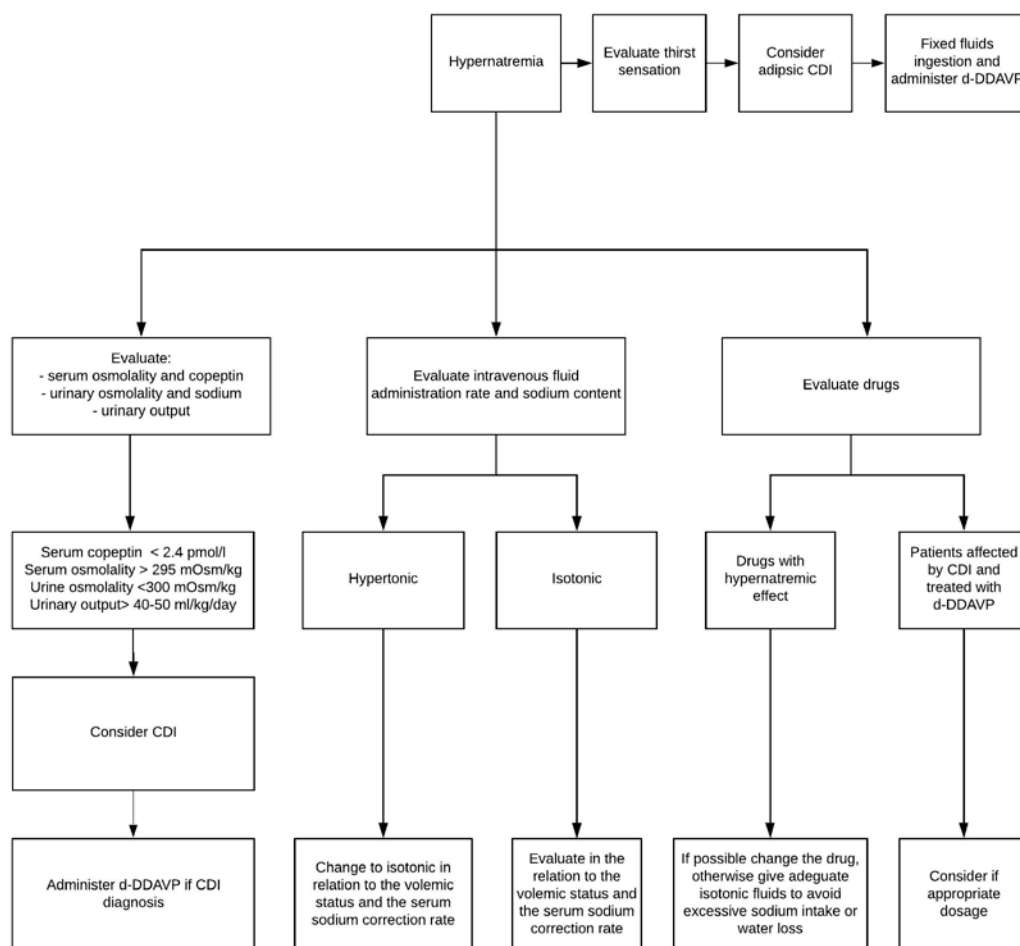 Hypernatremia
Evaluate thirst
sensation
Consider
adipsic CDI
Fixed fluids
ingestion and
administer d-DDAVP
Evaluate:
- serum osmolality and copeptin
- urinary osmolality and sodium
- urinary output
Evaluate intravenous fluid
administration rate and sodium content
Evaluate drugs
Serum copeptin < 2.4 pmol/l
Serum osmolality > 295 mOsm/kg
Urine osmolality <300 mOsm/kg
Urinary output> 40-50 ml/kg/day
Hypertonic
Isotonic
Drugs with
hypernatremic
effect
Patients affected
by CDI and
treated with
d-DDAVP
Consider CDI
Administer d-DDAVP if CDI
diagnosis
Change to isotonic in
relation to the volemic
status and the serum
sodium correction rate
Evaluate in the
relation to the
volemic status and
the serum sodium
correction rate
If possible change the drug,
otherwise give adeguate
isotonic fluids to avoid
excessive sodium intake or
water loss
Consider if
appropriate
dosage